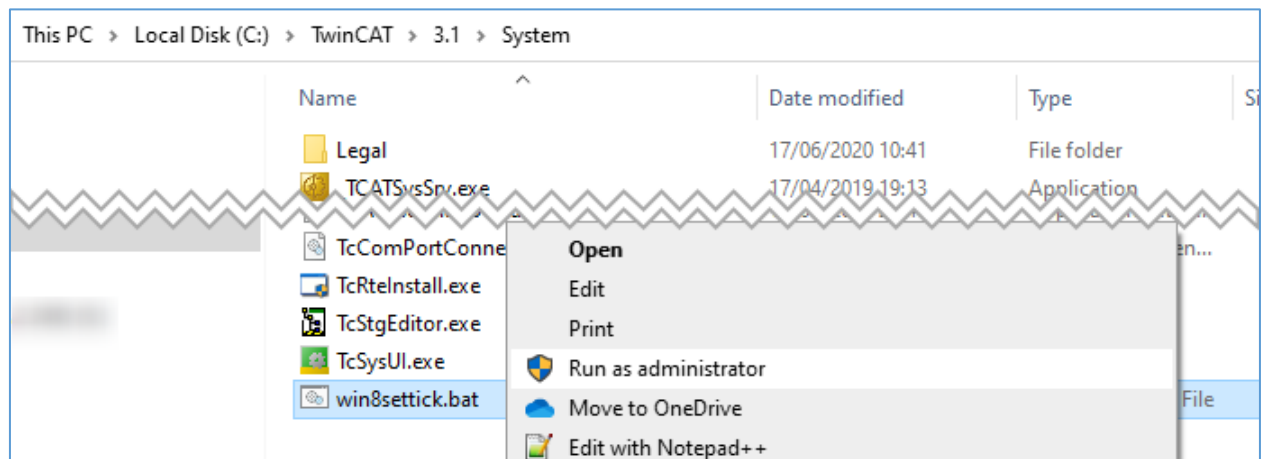 This PC > Local Disk (C:) > TwinCAT > 3.1 > System
Name Date modified Type
Legal 17/06/2020 10:41 File folder
TCATSysSrv.exe 17/04/2019 19:13 Application
TcComPortConne
TcRteInstall.exe
TcStgEditor.exe
TcSysUI.exe
win8settick.bat File
Open
Edit
Print
Run as administrator
Move to OneDrive
Edit with Notepad++